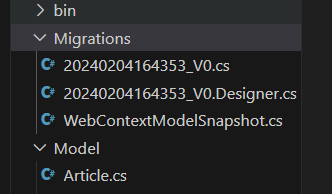 bin
Migrations
C# 20240204164353_V0.cs
C# 20240204164353_V0.Designer.cs
C# WebContextModelSnapshot.cs
Model
C# Article.cs